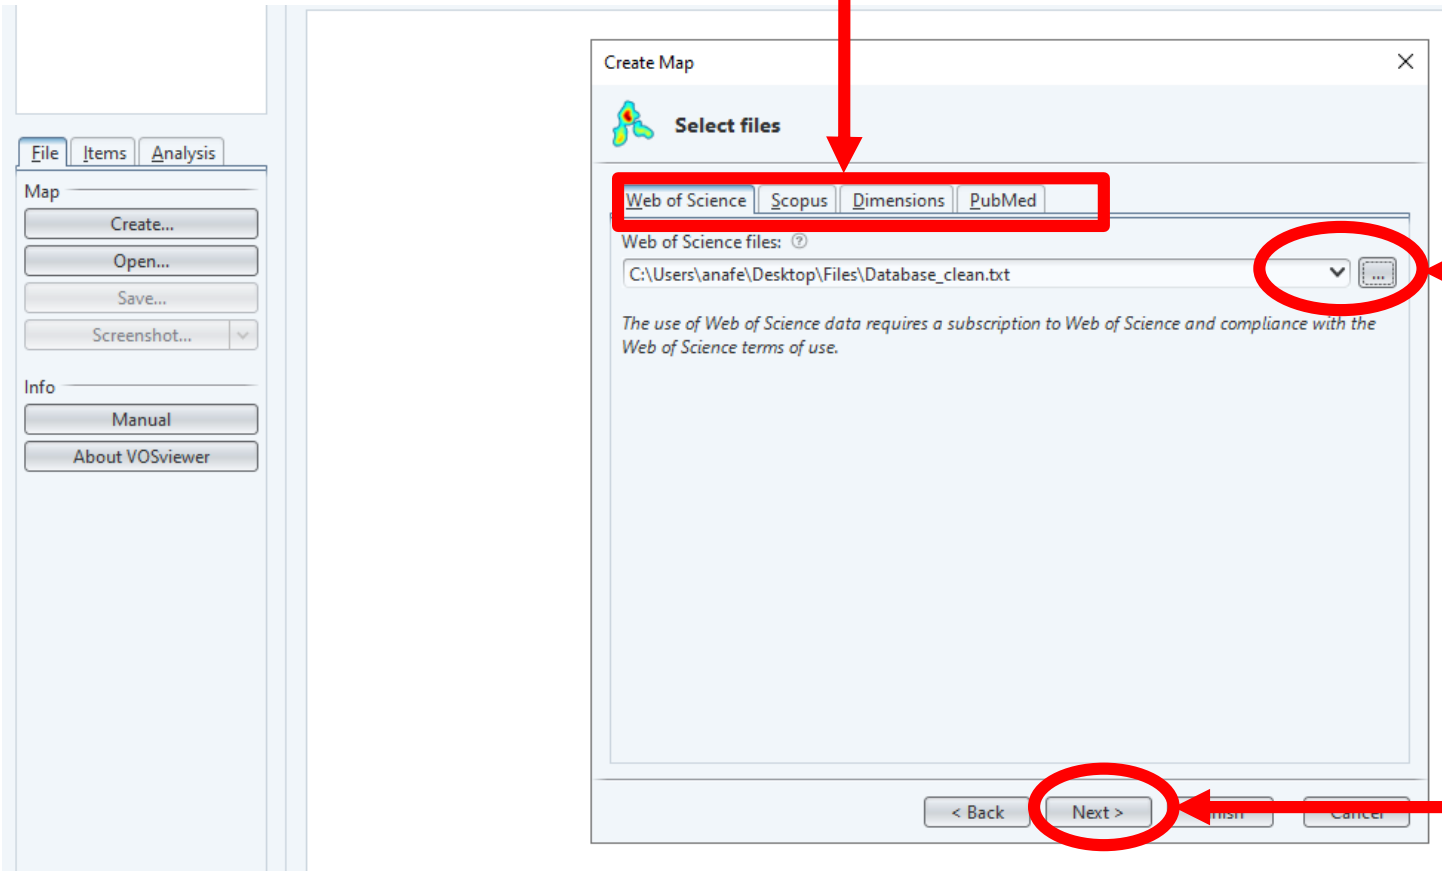 Create Map
Select files
File Items Analysis
Map
Create...
Open...
Save...
Screenshot...
Info
Manual
About VOSviewer
Web of Science Scopus Dimensions PubMed
Web of Science files:
C:\Users\anafe\Desktop\Files\Database_clean.txt
...
The use of Web of Science data requires a subscription to Web of Science and compliance with the
Web of Science terms of use.
< Back Next > Cancel